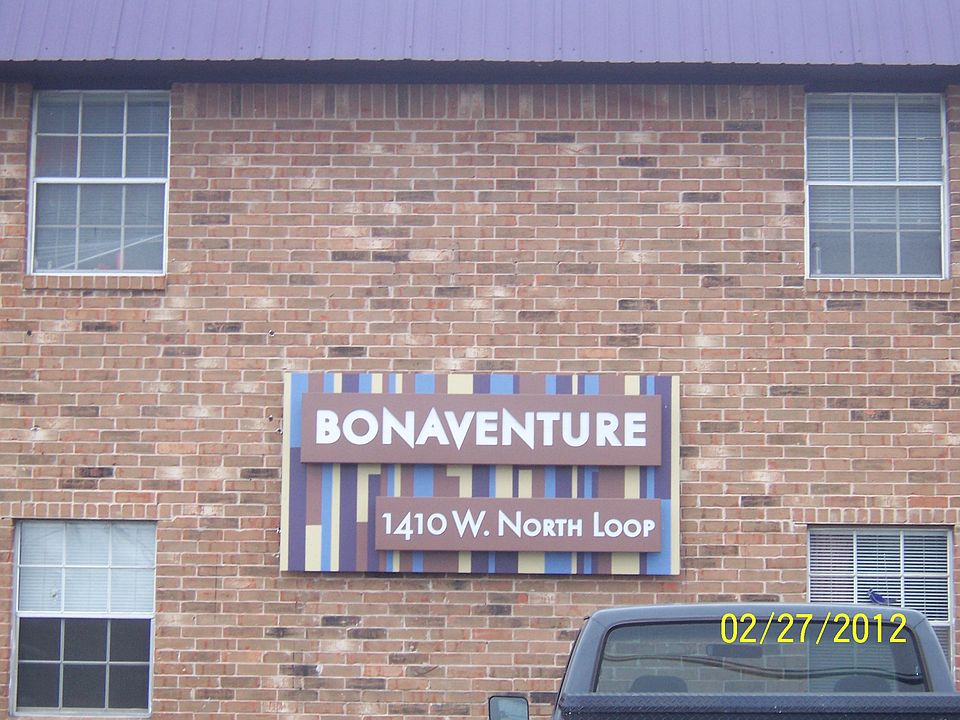 BONAVENTURE
1410 W. NORTH LOOP
02/27/2012